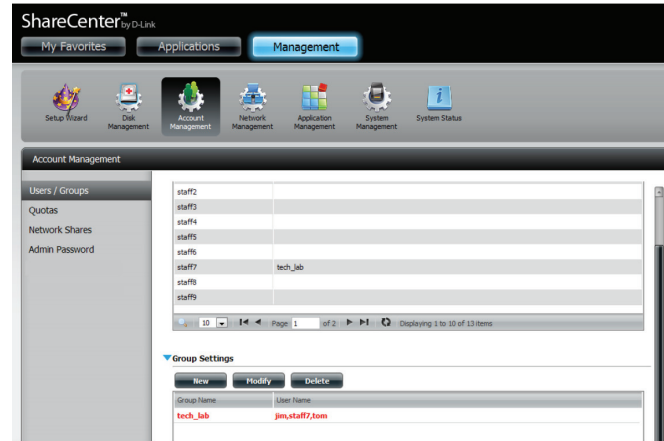 ShareCenter™ by D-Link
My Favorites Applications Management
Setup Wizard Disk Management Account Management Network Management Application Management System Management System Status
Account Management
Users / Groups
Quotas
Network Shares
Admin Password
staff2
staff3
staff4
staff5
staff6
staff7 tech_lab
staff8
staff9
10 Page 1 of 2 Displaying 1 to 10 of 13 items
Group Settings
New Modify Delete
Group Name User Name
tech_lab jim,staff7,tom